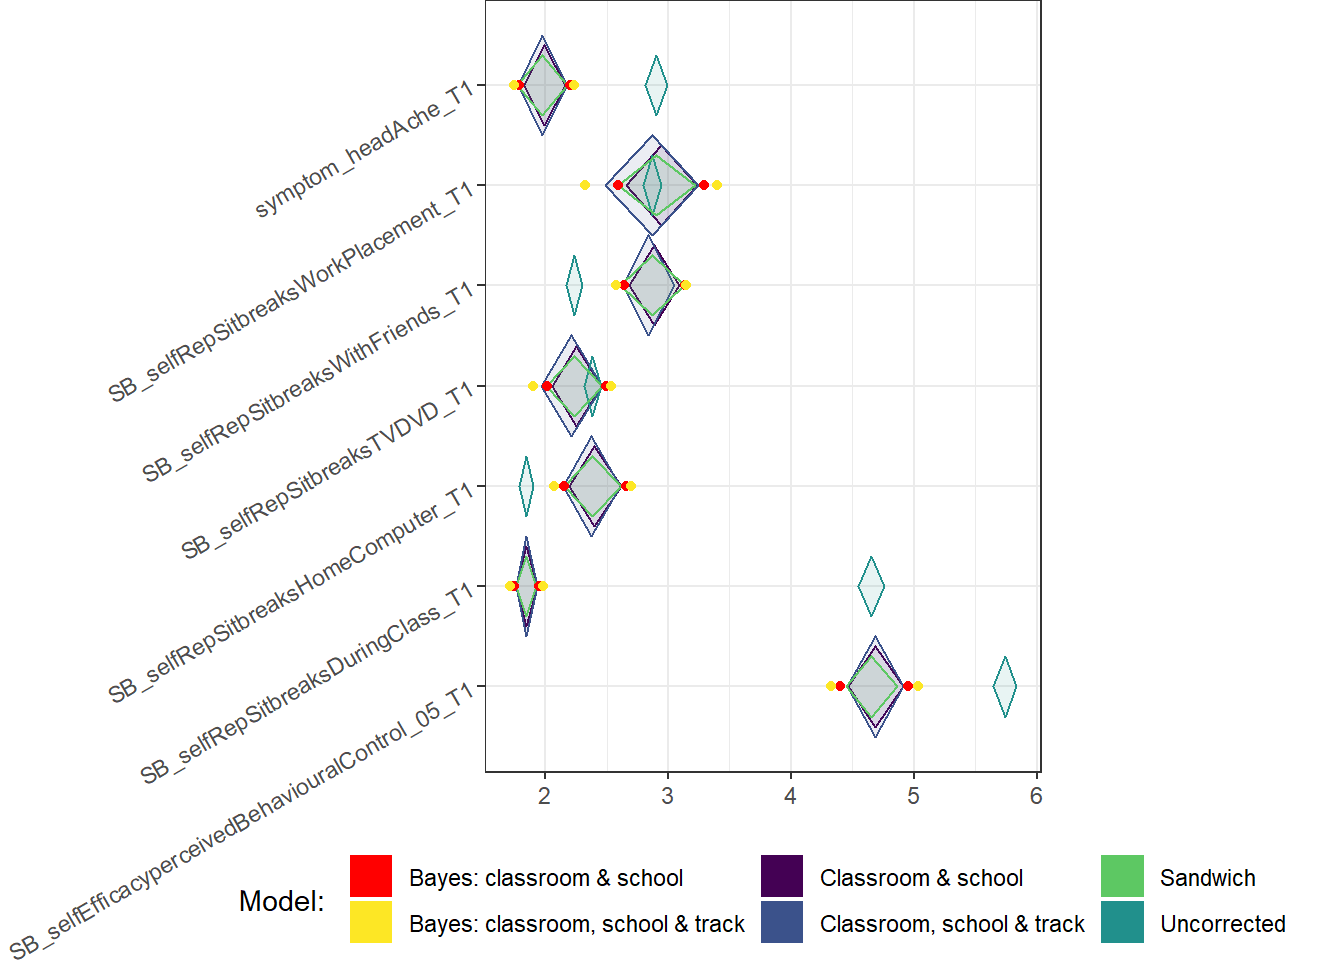 symptom_headAche_T1
SB_selfRepSitbreaksWorkPlacement_T1
SB_selfRepSitbreaksWithFriends_T1
SB_selfRepSitbreaksTVDVD_T1
SB_selfRepSitbreaksHomeComputer_T1
SB_selfRepSitbreaksDuringClass_T1
SB_selfEfficacyperceivedBehaviouralControl_05_T1
2 3 4 5 6
Model:
Bayes: classroom & school
Classroom & school
Sandwich
Bayes: classroom, school & track
Classroom, school & track
Uncorrected